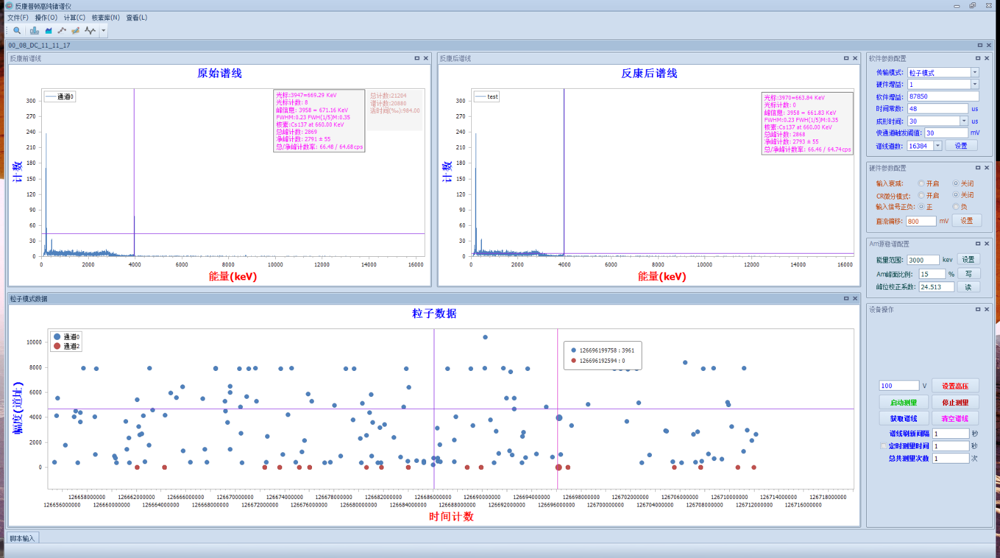 反康普顿高纯锗谱仪
文件(F) 操作(O) 计算(C) 核素库(N) 查看(L)
00_08_DC_11_11_17
反康前谱线
原始谱线
通道0
光标:3947=669.29 KeV
光标计数: 8
峰信息: 3958 = 671.16 KeV
FWHM:0.23 FWH(1/5)M:0.35
核素:Cs137 at 660.00 KeV
总峰计数: 2869
净峰计数: 2791 ± 55
总/净峰计数率: 66.48 / 64.68cps
总计数:21204
谱计数:20880
活时间(‰):984.00
计数
300
270
240
210
180
150
120
90
60
30
0
0 2000 4000 6000 8000 10000 12000 14000 16000
能量(keV)
反康后谱线
反康后谱线
test
光标:3970=663.84 KeV
光标计数: 0
峰信息: 3958 = 661.83 KeV
FWHM:0.23 FWH(1/5)M:0.35
核素:Cs137 at 660.00 KeV
总峰计数: 2868
净峰计数: 2793 ± 55
总/净峰计数率: 66.46 / 64.74cps
计数
300
270
240
210
180
150
120
90
60
30
0
0 2000 4000 6000 8000 10000 12000 14000 16000
能量(keV)
粒子模式数据
粒子数据
通道0
通道2
126696199758 : 3961
126696192594 : 0
幅度(道址)
10000
8000
6000
4000
2000
0
126658000000 126662000000 126666000000 126670000000 126674000000 126678000000 126682000000 126686000000 126690000000 126694000000 126698000000 126702000000 126706000000 126710000000 126714000000 126718000000
126656000000 126660000000 126664000000 126668000000 126672000000 126676000000 126680000000 126684000000 126688000000 126692000000 126696000000 126700000000 126704000000 126708000000 126712000000 126716000000
时间计数
软件参数配置
传输模式: 粒子模式
硬件增益: 1
软件增益: 87850
时间常数: 48 us
成形时间: 30 us
快通道触发阈值: 30 mV
谱线道数: 16384 设置
硬件参数配置
输入衰减: 开启 关闭
CR微分模式: 开启 关闭
输入信号正负: 正 负
直流偏移: 800 mV 设置
Am源稳谱配置
能量范围: 3000 kev 设置
Am峰面比例: 15 % 写
峰位校正系数: 24.513 读
设备操作
100 V 设置高压
启动测量 停止测量
获取谱线 清空谱线
谱线刷新间隔 1 秒
定时测量时间 1 秒
总共测量次数 1 次
脚本输入